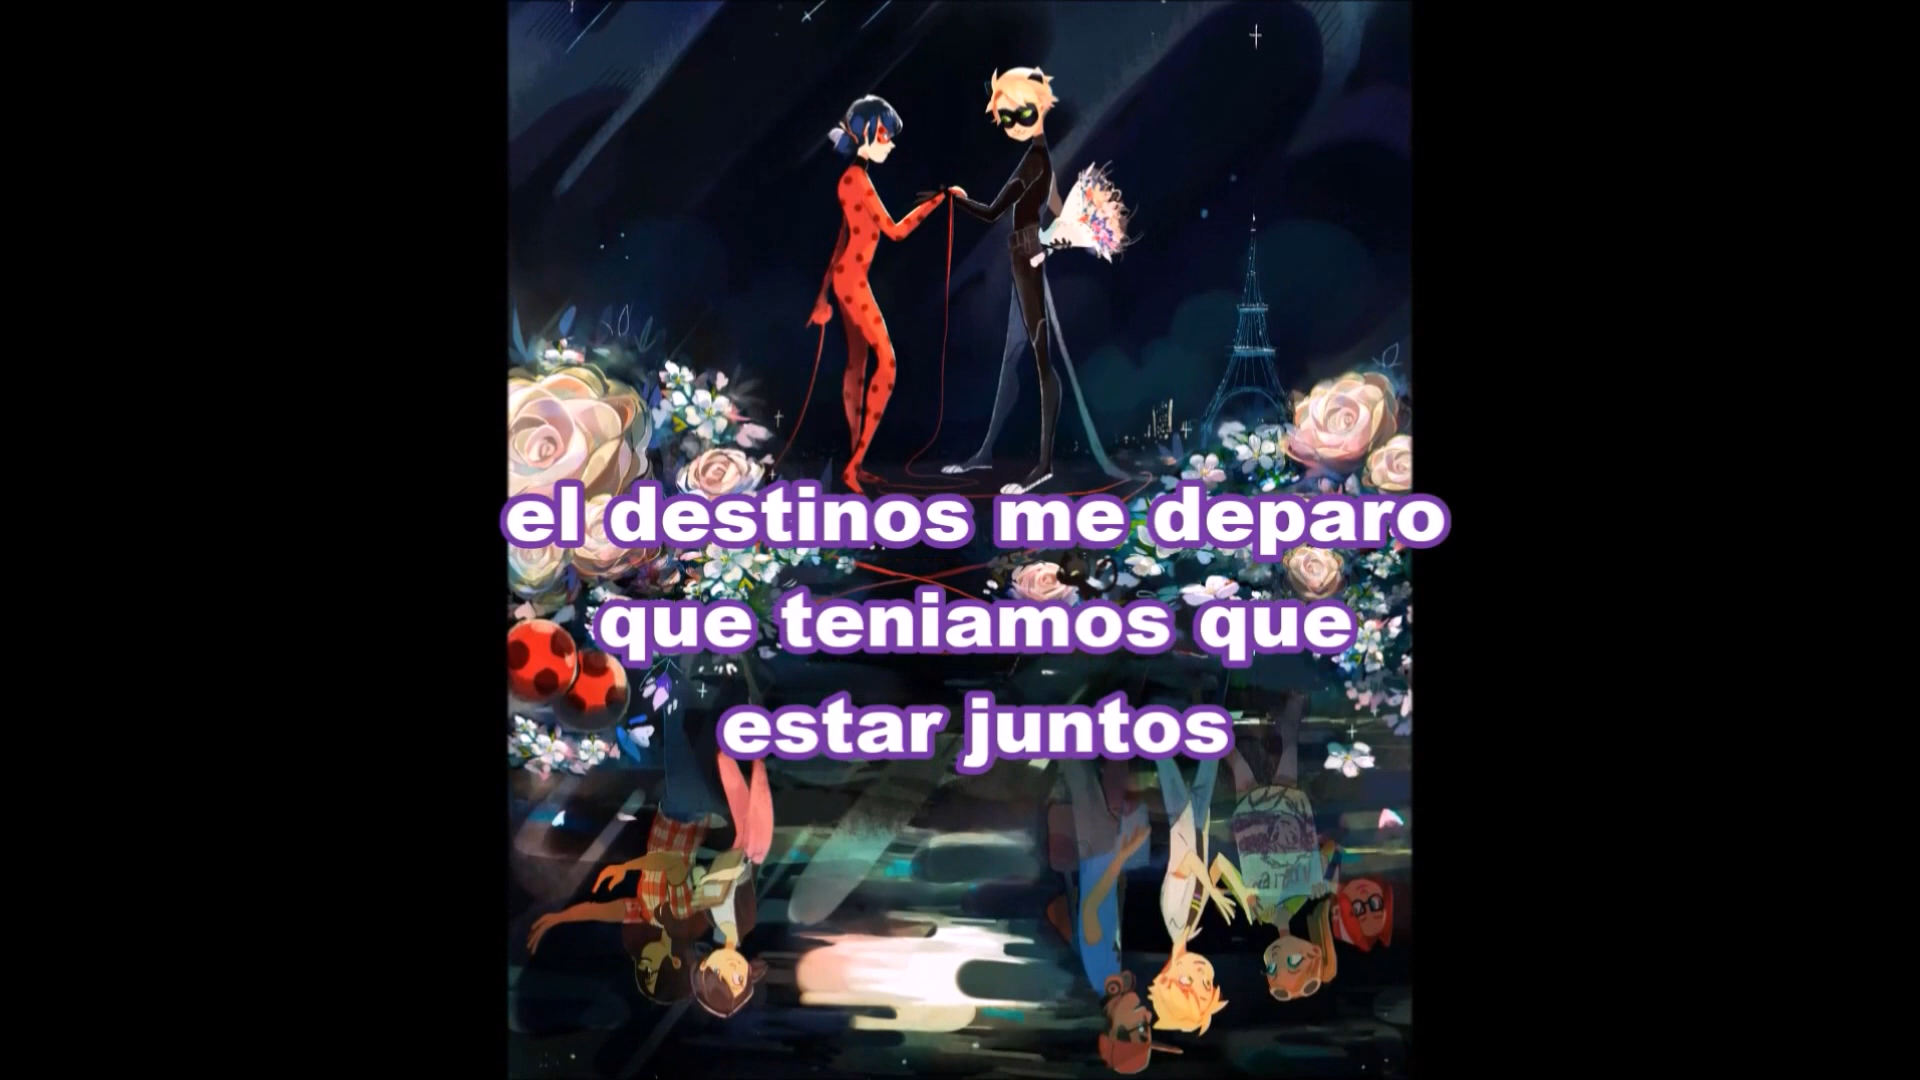 el destinos me deparo
que teniamos que
estar juntos